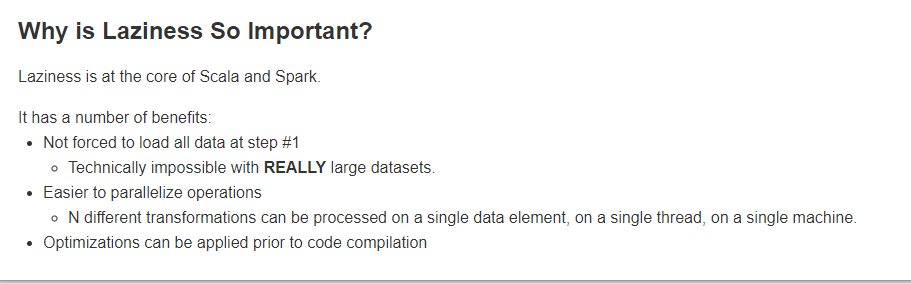 Why is Laziness So Important?
Laziness is at the core of Scala and Spark.
It has a number of benefits:
• Not forced to load all data at step #1
◦ Technically impossible with REALLY large datasets.
• Easier to parallelize operations
◦ N different transformations can be processed on a single data element, on a single thread, on a single machine.
• Optimizations can be applied prior to code compilation